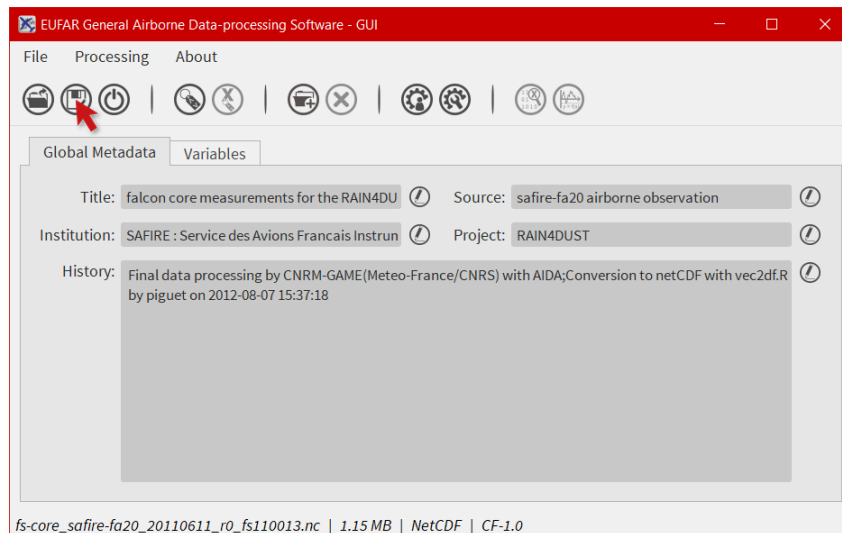 EUFAR General Airborne Data-processing Software - GUI
File Processing About
Global Metadata Variables
Title: falcon core measurements for the RAIN4DU Source: safire-fa20 airborne observation
Institution: SAFIRE : Service des Avions Francais Instrun Project: RAIN4DUST
History: Final data processing by CNRM-GAME(Meteo-France/CNRS) with AIDA;Conversion to netCDF with vec2df.R
by piguet on 2012-08-07 15:37:18
fs-core_safire-fa20_20110611_r0_fs110013.nc | 1.15 MB | NetCDF | CF-1.0